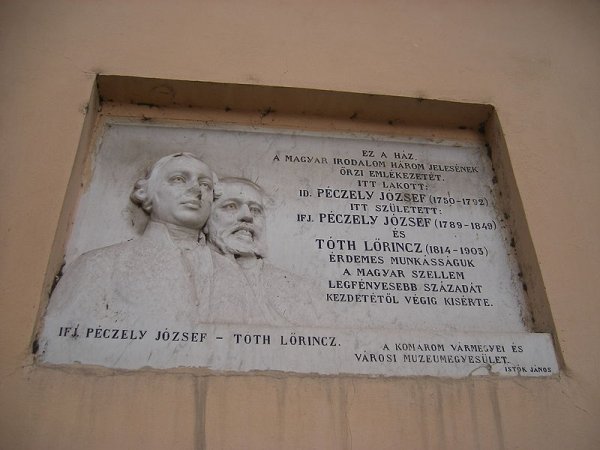 EZ A HÁZ
A MAGYAR IRODALOM HÁROM JELESÉNEK
ŐRZI EMLÉKEZETÉT.
ITT LAKOTT:
ID. PÉCZELY JÓZSEF (1750-1792)
ITT SZÜLETETT:
IFJ. PÉCZELY JÓZSEF (1789-1849)
ÉS
TÓTH LŐRINCZ (1814-1903)
ÉRDEMES MUNKÁSSÁGUK
A MAGYAR SZELLEM
LEGFÉNYESEBB SZÁZADÁT
KEZDETÉTŐL VÉGIG KISÉRTE.
IFJ. PÉCZELY JÓZSEF - TÓTH LŐRINCZ.
A KOMÁROM VÁRMEGYEI ÉS
VÁROSI MUZEUMEGYESÜLET.
ISTÓK JÁNOS